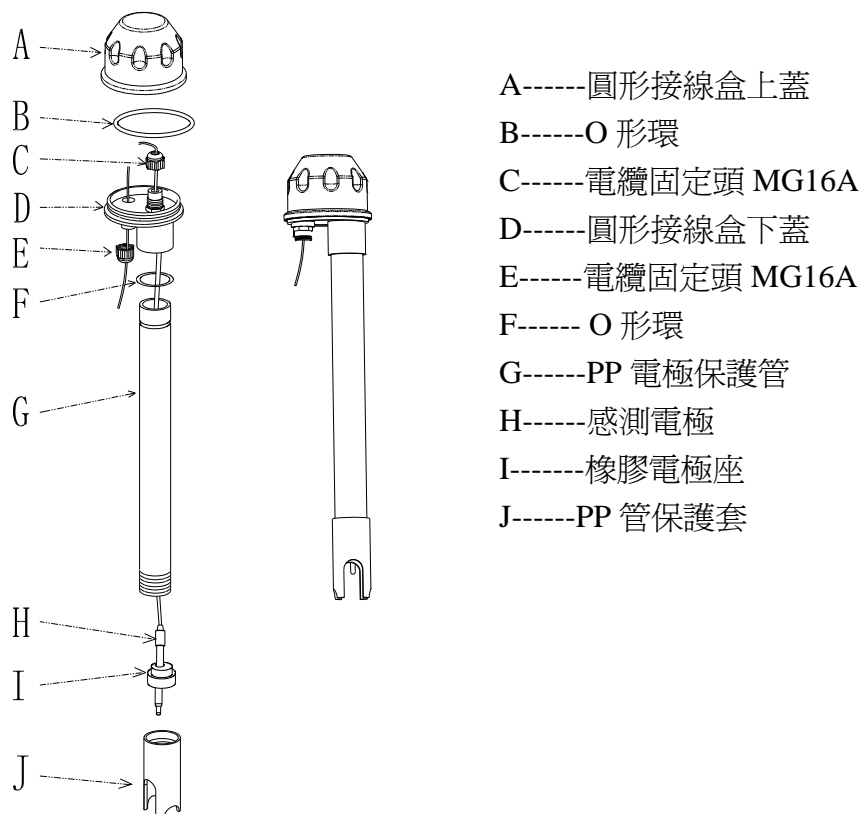 A
B
C
D
E
F
G
H
I
J
A------圓形接線盒上蓋
B------O 形環
C------電纜固定頭 MG16A
D------圓形接線盒下蓋
E------電纜固定頭 MG16A
F------ O 形環
G------PP 電極保護管
H------感測電極
I-------橡膠電極座
J------PP 管保護套